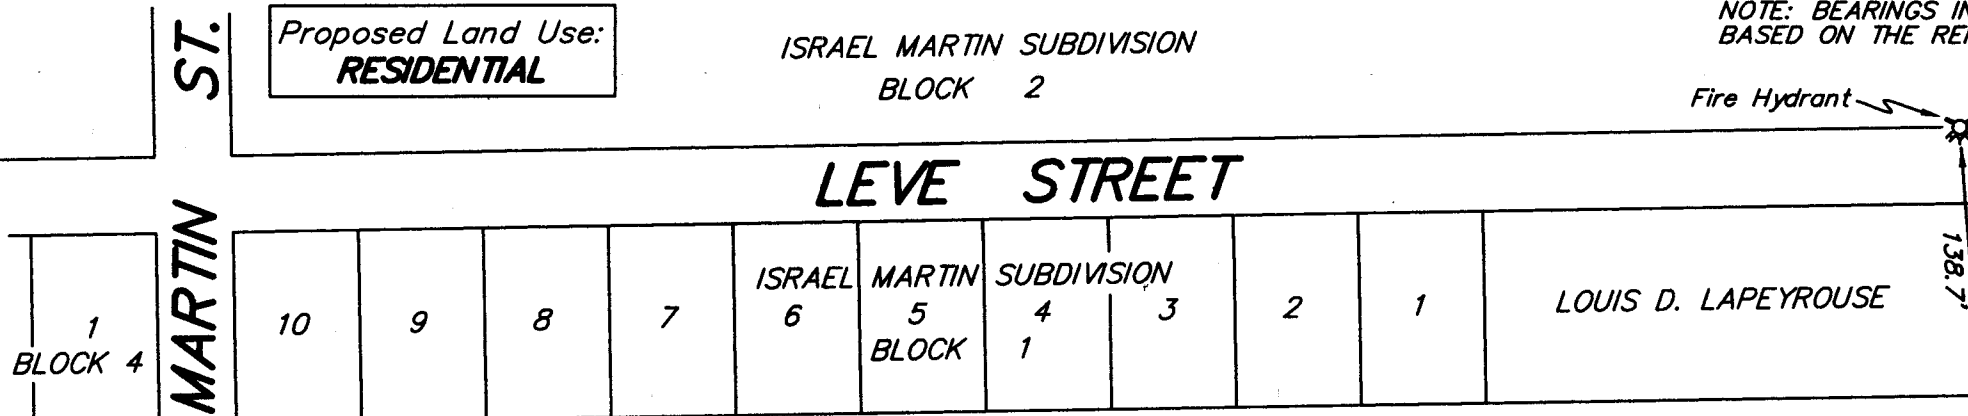 Proposed Land Use:
RESIDENTIAL
ISRAEL MARTIN SUBDIVISION
BLOCK 2
NOTE: BEARINGS
BASED ON THE
Fire Hydrant
MARTIN ST.
LEVE STREET
1
BLOCK 4
10
9
8
7
ISRAEL MARTIN SUBDIVISION
6
5
4
3
BLOCK 1
2
1
LOUIS D. LAPEYROUSE
138.7'